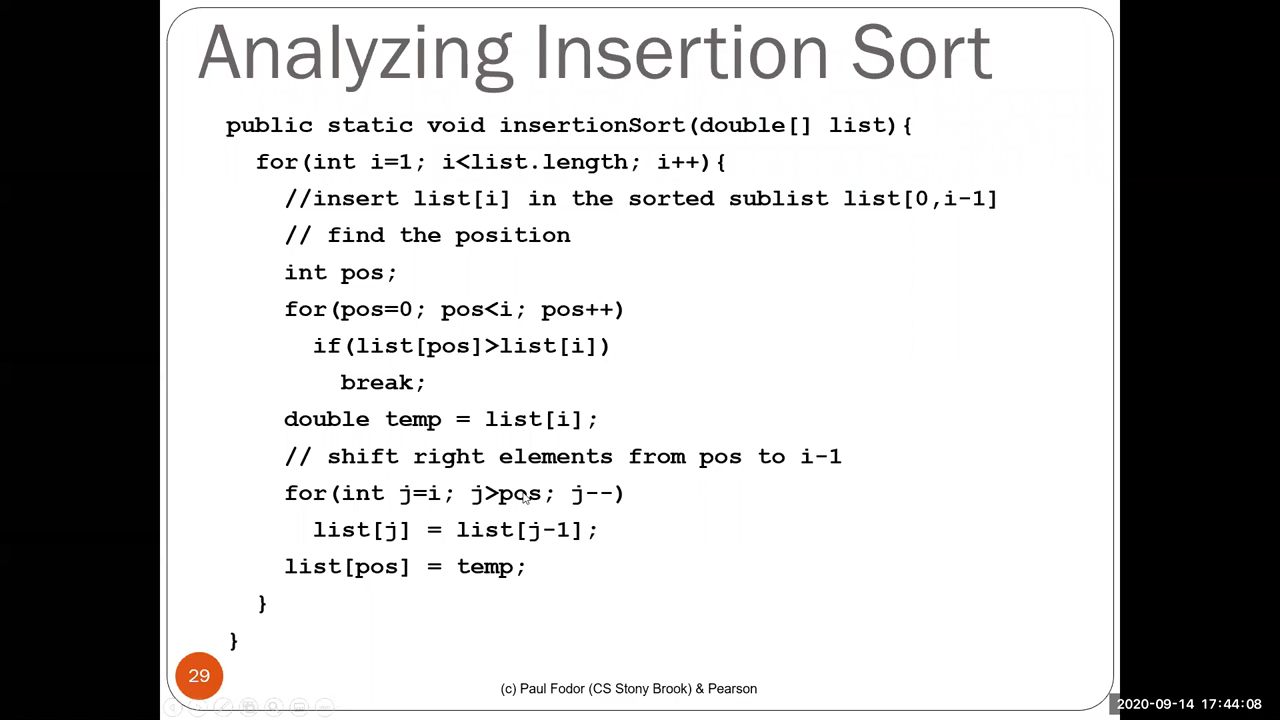 Analyzing Insertion Sort
public static void insertionSort(double[] list){
for(int i=1; i<list.length; i++){
//insert list[i] in the sorted sublist list[0,i-1]
// find the position
int pos;
for(pos=0; pos<i; pos++)
if(list[pos]>list[i])
break;
double temp = list[i];
// shift right elements from pos to i-1
for(int j=i; j>pos; j--)
list[j] = list[j-1];
list[pos] = temp;
}
}
29
(c) Paul Fodor (CS Stony Brook) & Pearson
2020-09-14 17:44:08